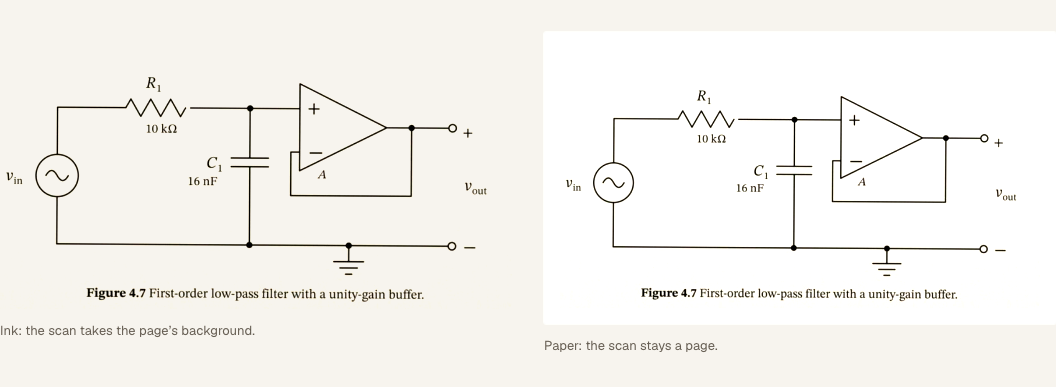 R1
10 kΩ
+
C1
16 nF
−
A
+
vin
vout
−
Figure 4.7 First-order low-pass filter with a unity-gain buffer.
Ink: the scan takes the page’s background.
R1
10 kΩ
+
C1
16 nF
−
A
+
vin
vout
−
Figure 4.7 First-order low-pass filter with a unity-gain buffer.
Paper: the scan stays a page.